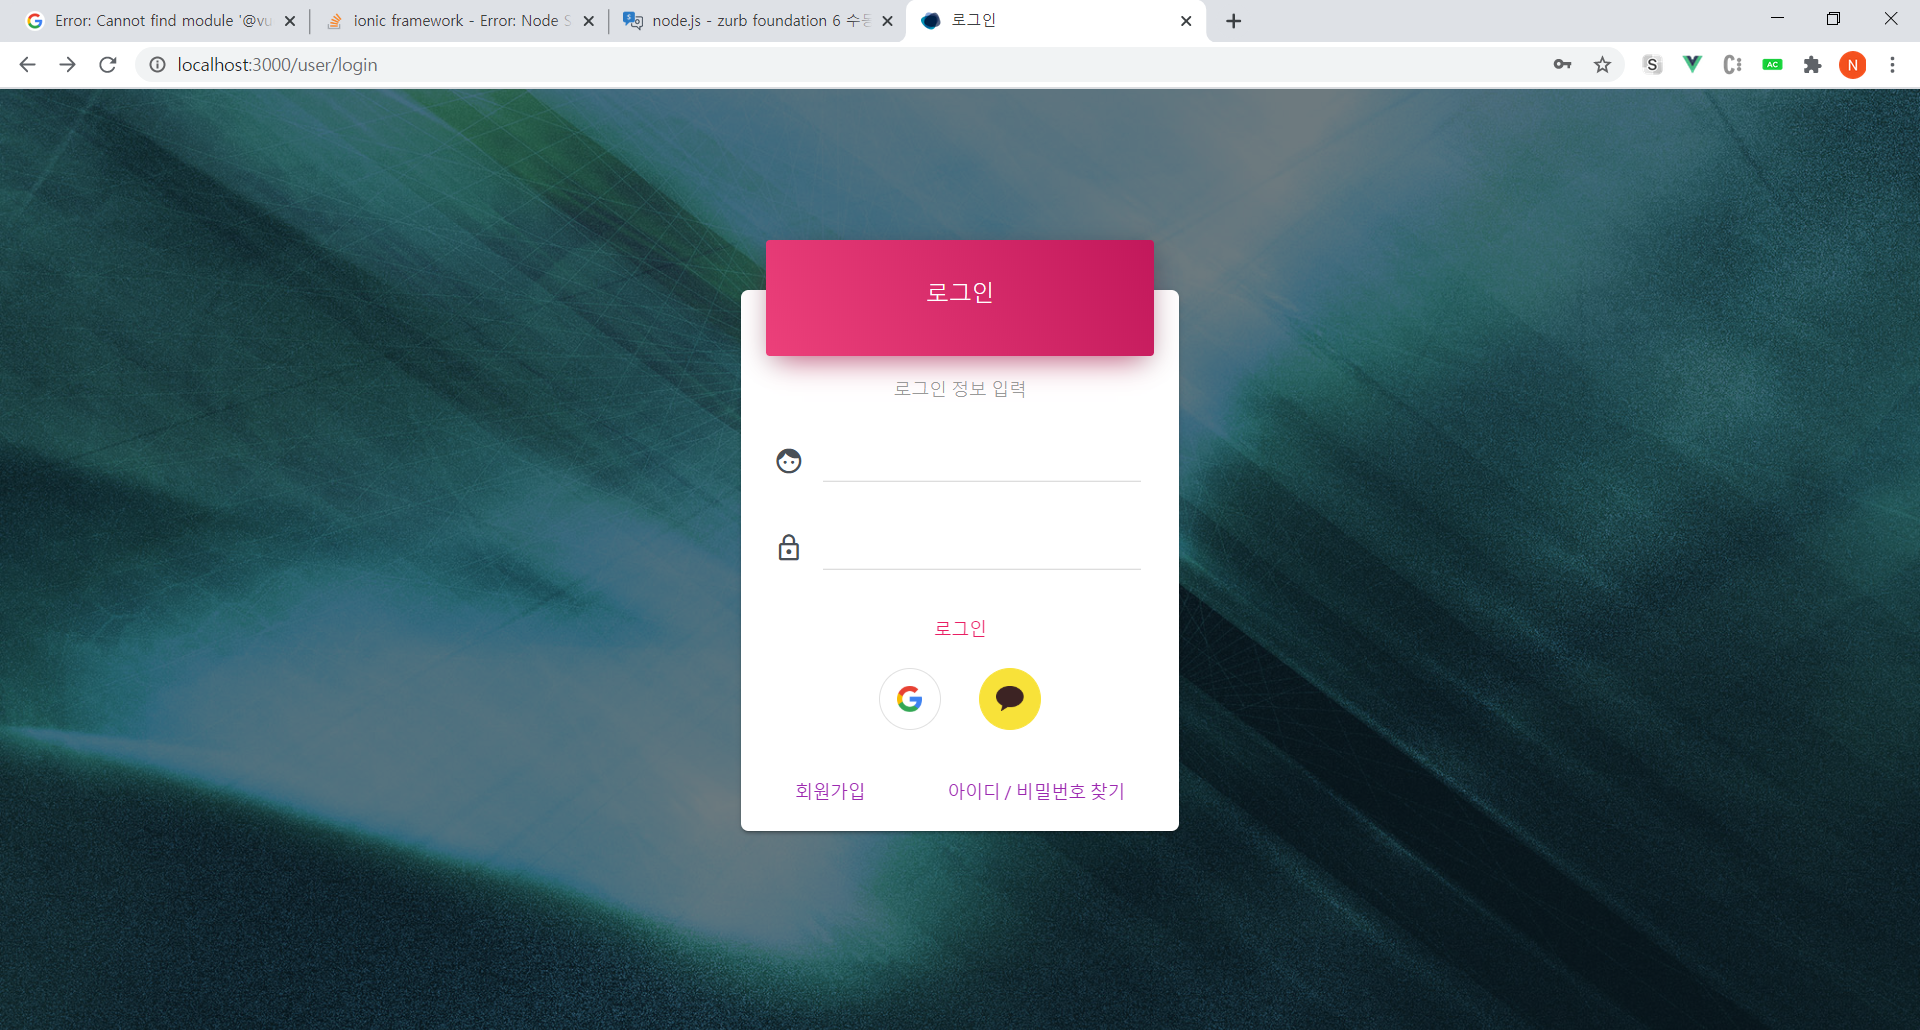 Error: Cannot find module '@vu
ionic framework - Error: Node S
node.js - zurb foundation 6 수동
로그인
localhost:3000/user/login
S
AC
N
로그인
로그인 정보 입력
로그인
회원가입
아이디 / 비밀번호 찾기